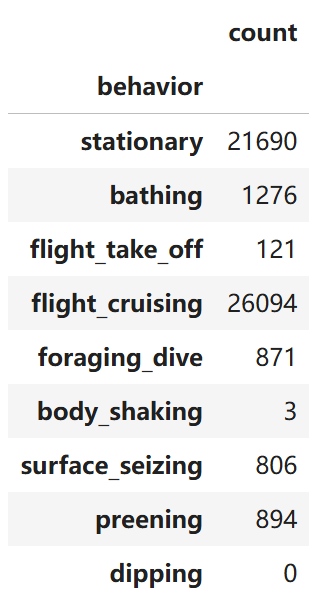 count
behavior
stationary 21690
bathing 1276
flight_take_off 121
flight_cruising 26094
foraging_dive 871
body_shaking 3
surface_seizing 806
preening 894
dipping 0